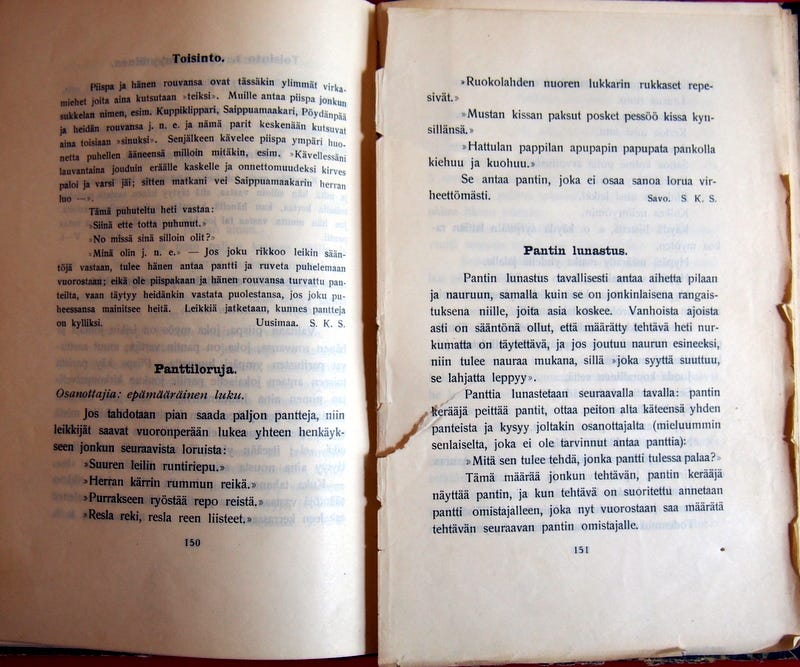 Toisinto.
Piispa ja hänen rouvansa ovat tässäkin ylimmät virka-
miehet joita aina kutsutaan »teiksi». Muille antaa piispa jonkun
sukkelan nimen, esim. Kuppiklippari, Saippuamaakari, Pöydänpää
ja heidän rouvansa j. n. e. ja nämä parit keskenään kutsuvat
aina toisiaan »sinuksi». Senjälkeen kävelee piispa ympäri huo-
netta puhellen ääneensä milloin mitäkin, esim. »Kävellessäni
lauvantaina jouduin eräälle kaskelle ja onnettomuudeksi kirves
paloi ja varsi jäi; sitten matkani vei Saippuamaakarin herran
luo —».
Tämä puhuteltu heti vastaa:
»Siinä ette totta puhunut.»
»No missä sinä silloin olit?»
»Minä olin j. n. e.» — Jos joku rikkoo leikin sään-
töjä vastaan, tulee hänen antaa pantti ja ruveta puhelemaan
vuorostaan; eikä ole piispakaan ja hänen rouvansa turvattu pan-
teilta, vaan täytyy heidänkin vastata puolestansa, jos joku pu-
heessansa mainitsee heitä. Leikkiä jatketaan, kunnes pantteja
on kylliksi. Uusimaa. S. K. S.
Panttiloruja.
Osanottajia: epämääräinen luku.
Jos tahdotaan pian saada paljon pantteja, niin
leikkijät saavat vuoronperään lukea yhteen henkäyk-
seen jonkun seuraavista loruista:
»Suuren leilin runtiriepu.»
»Herran kärrin rummun reikä.»
»Purrakseen ryöstää repo reistä.»
»Resla reki, resla reen liisteet.»
150
»Ruokolahden nuoren lukkarin rukkaset repe-
sivät.»
»Mustan kissan paksut posket pessöö kissa kyn-
sillänsä.»
»Hattulan pappilan apupapin papupata pankolla
kiehuu ja kuohuu.»
Se antaa pantin, joka ei osaa sanoa lorua vir-
heettömästi. Savo. S K S.
Pantin lunastus.
Pantin lunastus tavallisesti antaa aihetta pilaan
ja nauruun, samalla kuin se on jonkinlaisena rangais-
tuksena niille, joita asia koskee. Vanhoista ajoista
asti on sääntönä ollut, että määrätty tehtävä heti nur-
kumatta on täytettävä, ja jos joutuu naurun esineeksi,
niin tulee nauraa mukana, sillä »joka syyttä suuttuu,
se lahjatta leppyy».
Panttia lunastetaan seuraavalla tavalla: pantin
kerääjä peittää pantit, ottaa peiton alta käteensä yhden
panteista ja kysyy joltakin osanottajalta (mieluummin
senlaiselta, joka ei ole tarvinnut antaa panttia):
»Mitä sen tulee tehdä, jonka pantti tulessa palaa?»
Tämä määrää jonkun tehtävän, pantin kerääjä
näyttää pantin, ja kun tehtävä on suoritettu annetaan
pantti omistajalleen, joka nyt vuorostaan saa määrätä
tehtävän seuraavan pantin omistajalle.
151